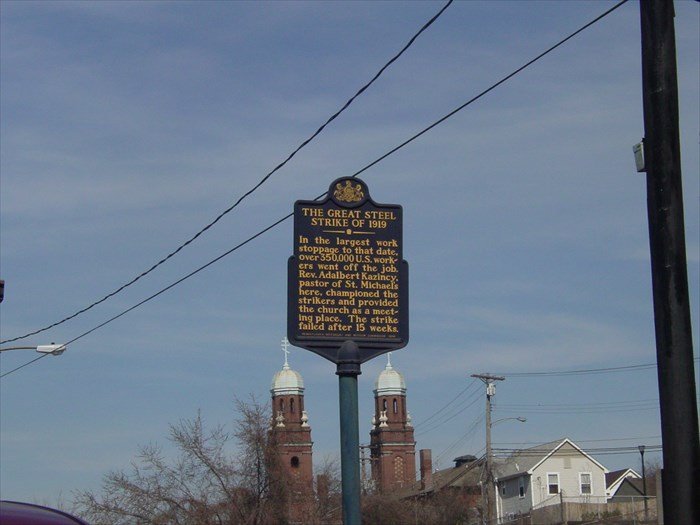 THE GREAT STEEL
STRIKE OF 1919
In the largest work
stoppage to that date,
over 350,000 U.S. work-
ers went off the job.
Rev. Adalbert Kazincy,
pastor of St. Michael's
here, championed the
strikers and provided
the church as a meet-
ing place. The strike
failed after 15 weeks.